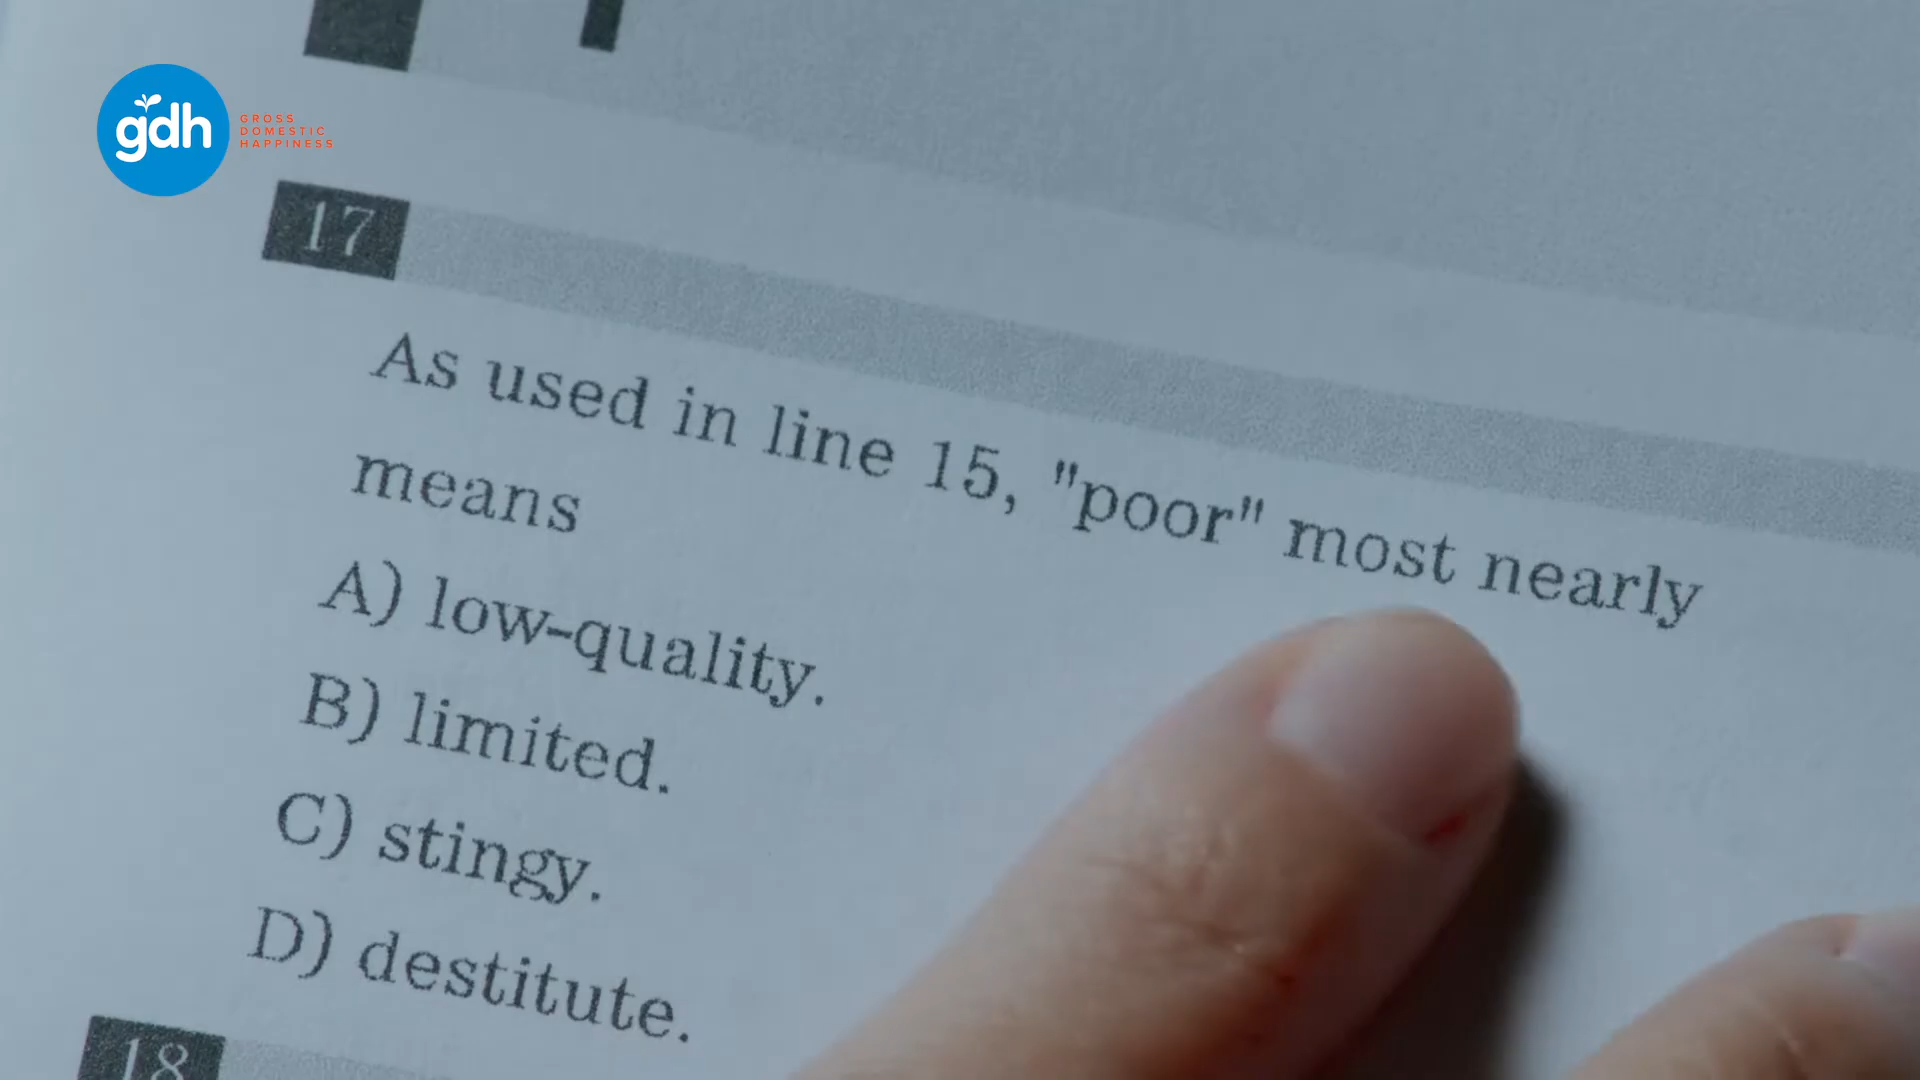 gdh
GROSS
DOMESTIC
HAPPINESS
17
As used in line 15, "poor" most nearly
means
A) low-quality.
B) limited.
C) stingy.
D) destitute.
18